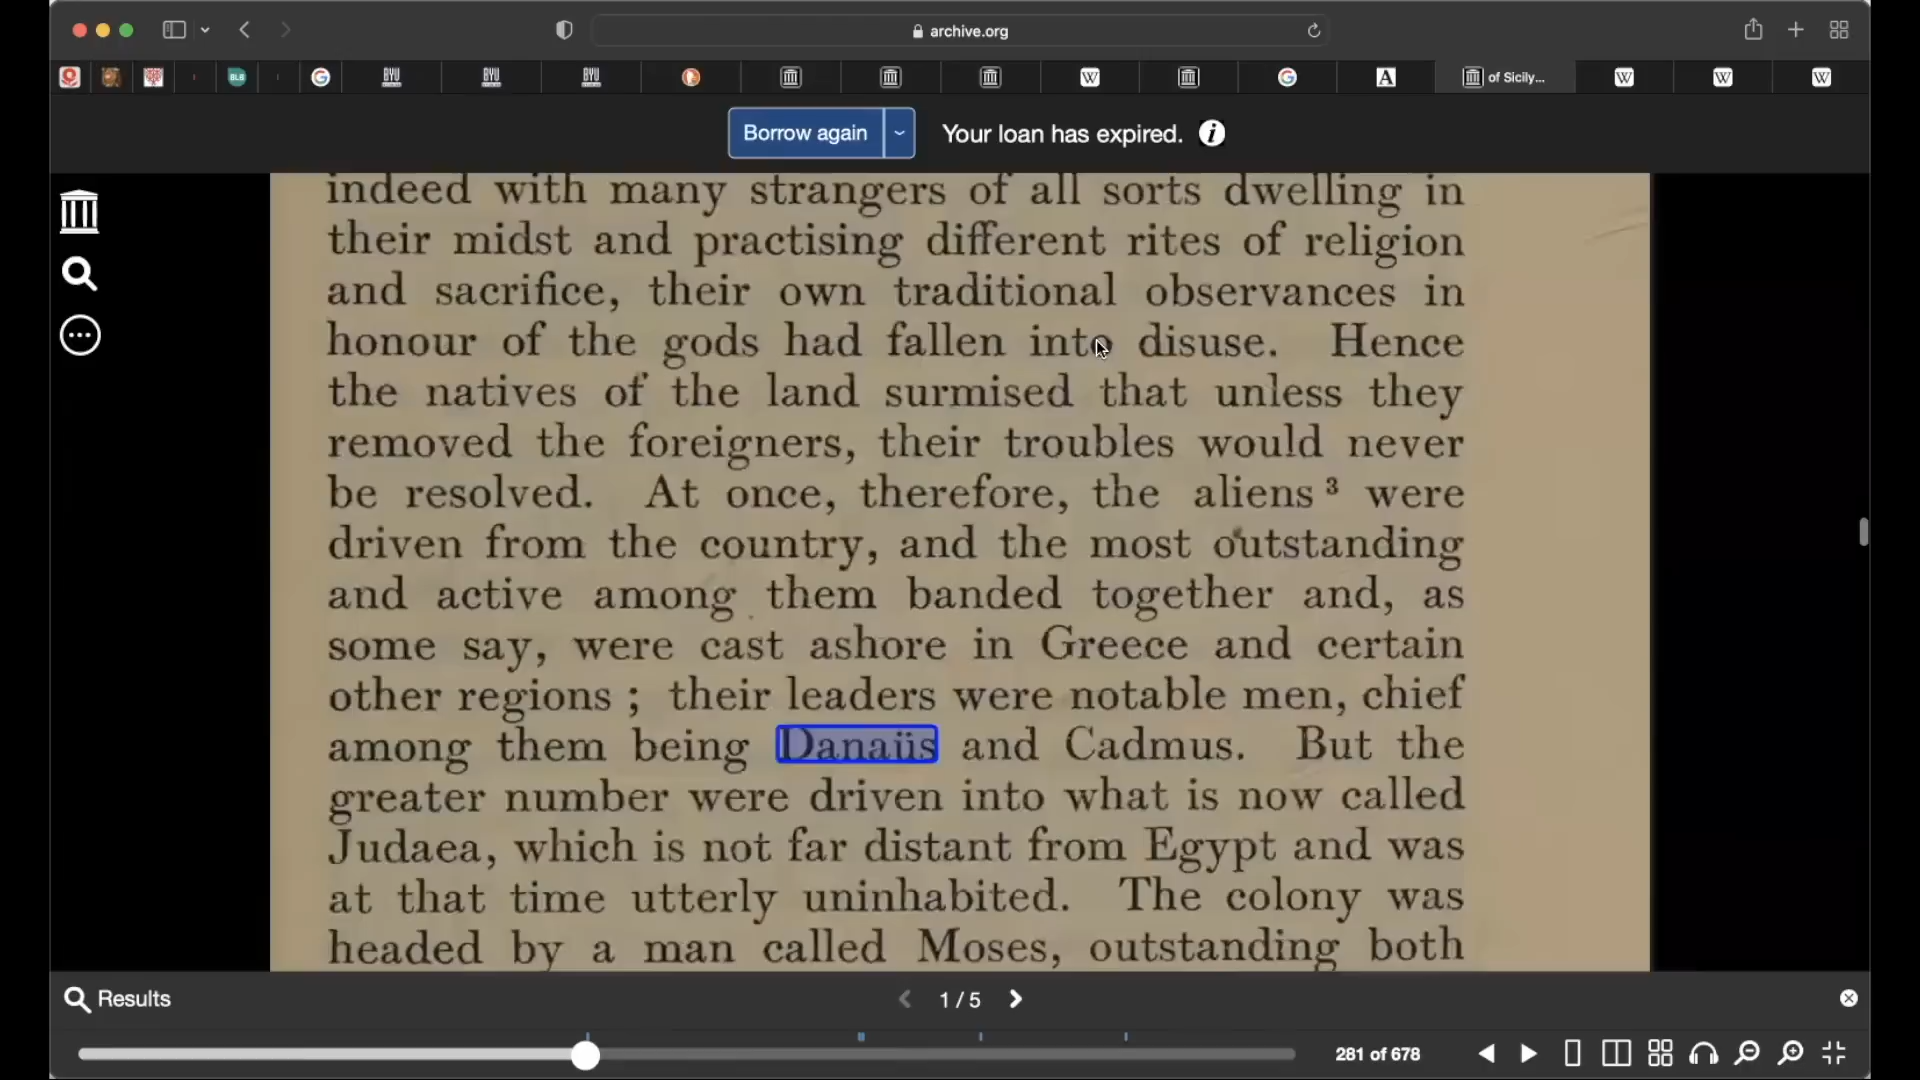 archive.org
BLB
G
BYU
BYU
BYU
W
G
A
of Sicily...
W
W
W
Borrow again
Your loan has expired.
indeed with many strangers of all sorts dwelling in
their midst and practising different rites of religion
and sacrifice, their own traditional observances in
honour of the gods had fallen into disuse. Hence
the natives of the land surmised that unless they
removed the foreigners, their troubles would never
be resolved. At once, therefore, the aliens ³ were
driven from the country, and the most outstanding
and active among them banded together and, as
some say, were cast ashore in Greece and certain
other regions ; their leaders were notable men, chief
among them being Danaüs and Cadmus. But the
greater number were driven into what is now called
Judaea, which is not far distant from Egypt and was
at that time utterly uninhabited. The colony was
headed by a man called Moses, outstanding both
Results
1 / 5
281 of 678